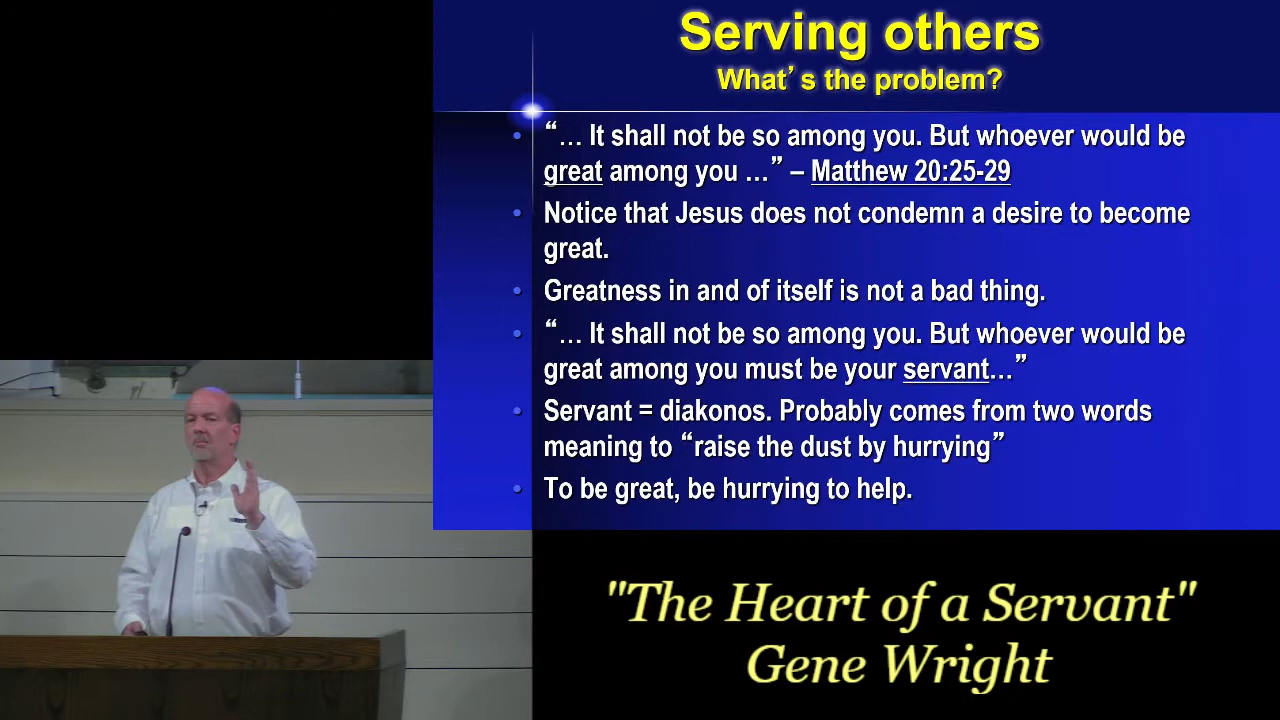 Serving others
What’s the problem?
“… It shall not be so among you. But whoever would be
great among you …” – Matthew 20:25-29
Notice that Jesus does not condemn a desire to become
great.
Greatness in and of itself is not a bad thing.
“… It shall not be so among you. But whoever would be
great among you must be your servant…”
Servant = diakonos. Probably comes from two words
meaning to “raise the dust by hurrying”
To be great, be hurrying to help.
"The Heart of a Servant"
Gene Wright